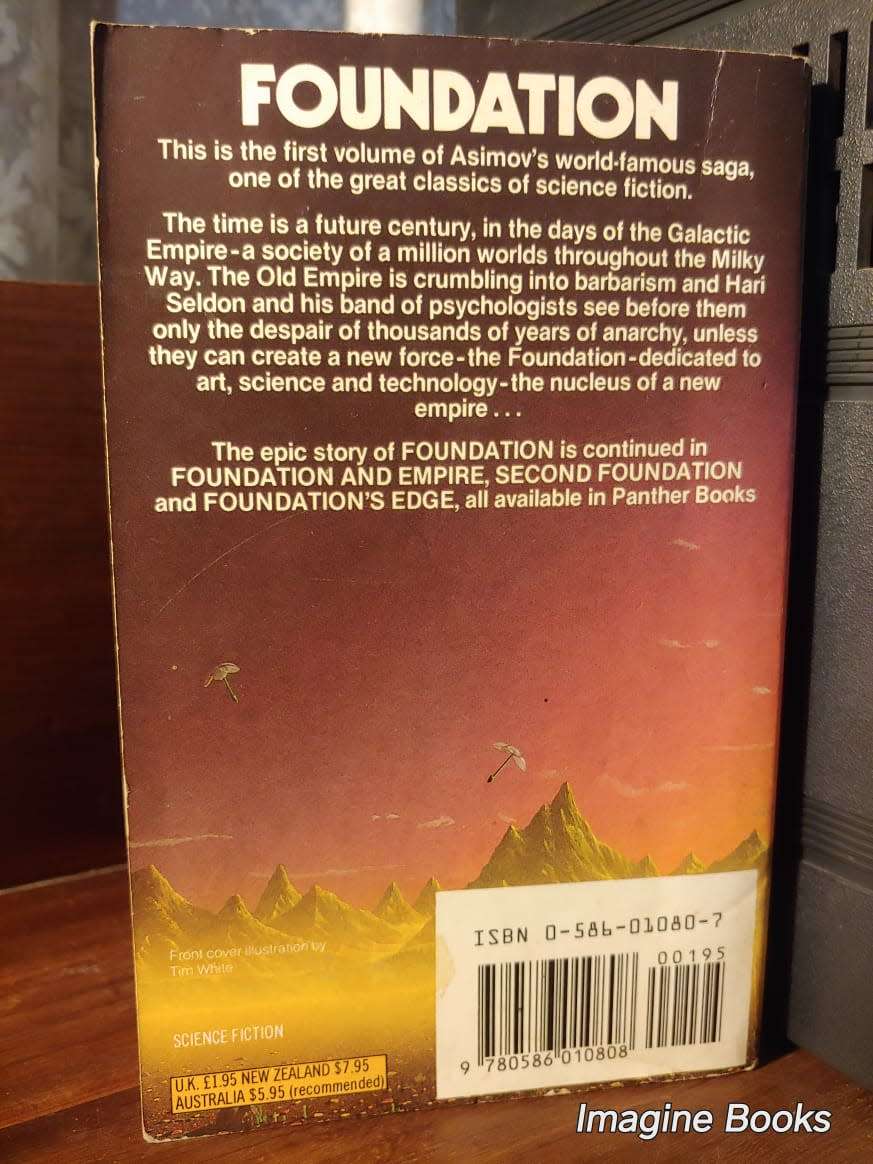 FOUNDATION
This is the first volume of Asimov's world-famous saga,
one of the great classics of science fiction.
The time is a future century, in the days of the Galactic
Empire-a society of a million worlds throughout the Milky
Way. The Old Empire is crumbling into barbarism and Hari
Seldon and his band of psychologists see before them
only the despair of thousands of years of anarchy, unless
they can create a new force-the Foundation-dedicated to
art, science and technology-the nucleus of a new
empire...
The epic story of FOUNDATION is continued in
FOUNDATION AND EMPIRE, SECOND FOUNDATION
and FOUNDATION'S EDGE, all available in Panther Books
Front cover illustration by
Tim White
SCIENCE FICTION
U.K. £1.95 NEW ZEALAND $7.95
AUSTRALIA $5.95 (recommended)
ISBN 0-586-01080-7
00195
9 780586 010808
Imagine Books